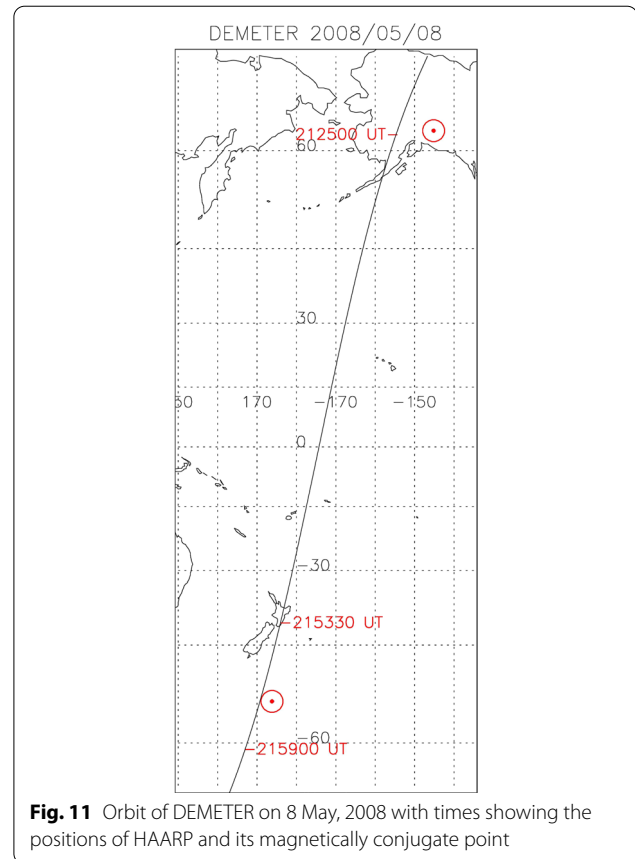 DEMETER 2008/05/08
212500 UT
60
30
50 170 -170 -150
0
-30
215330 UT
-60
215900 UT
Fig. 11 Orbit of DEMETER on 8 May, 2008 with times showing the
positions of HAARP and its magnetically conjugate point